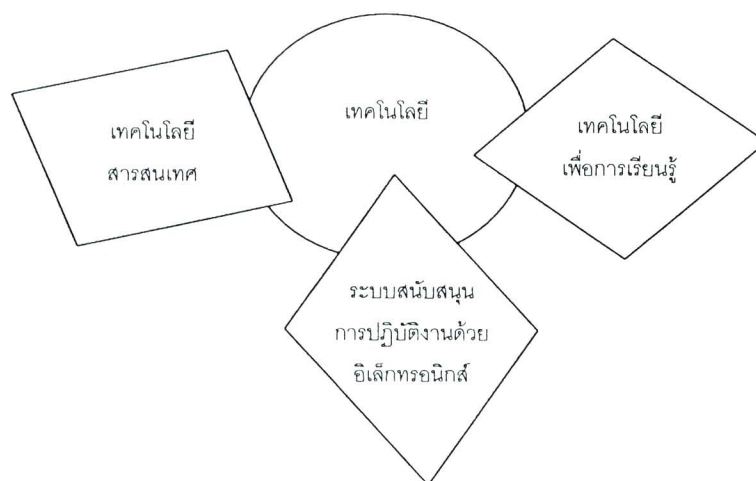 เทคโนโลยี
เทคโนโลยี
สารสนเทศ
เทคโนโลยี
เพื่อการเรียนรู้
ระบบสนับสนุน
การปฏิบัติงานด้วย
อิเล็กทรอนิกส์